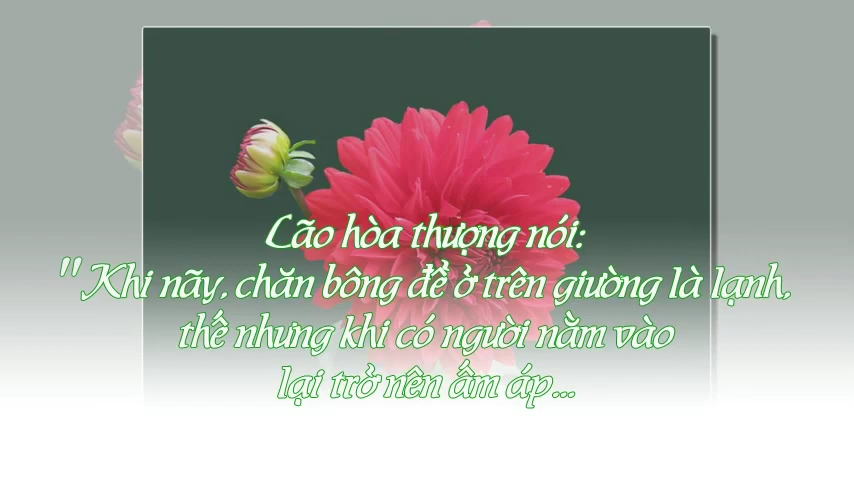 Lão hòa thượng nói:
" Khi nãy, chăn bông để ở trên giường là lạnh,
thế nhưng khi có người nằm vào
lại trở nên ấm áp...